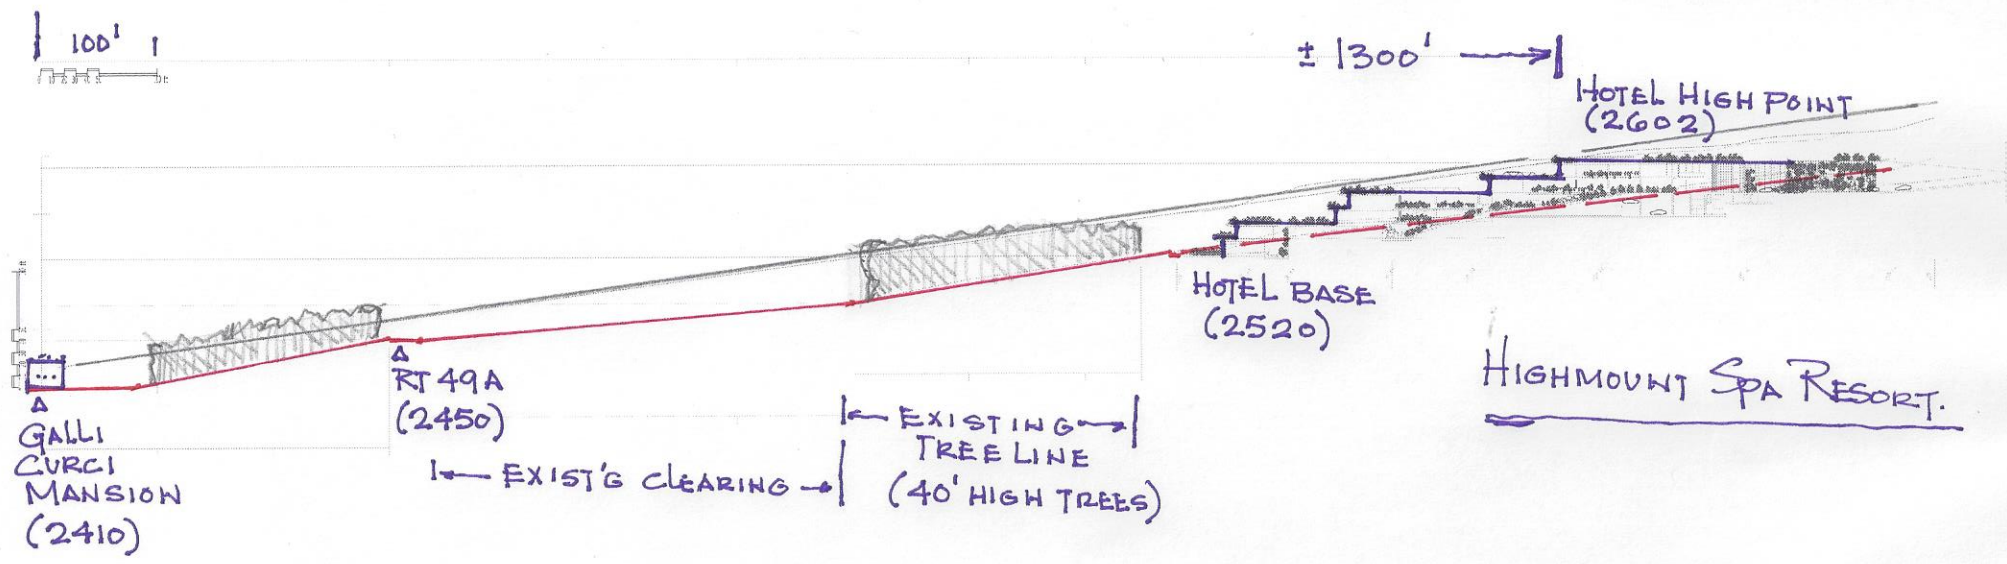 100'
± 1300'
HOTEL HIGH POINT
(2602)
HOTEL BASE
(2520)
RT 49A
(2450)
GALLI
CURCI
MANSION
(2410)
EXIST'G CLEARING
EXISTING
TREE LINE
(40' HIGH TREES)
HIGHMOUNT SPA RESORT.